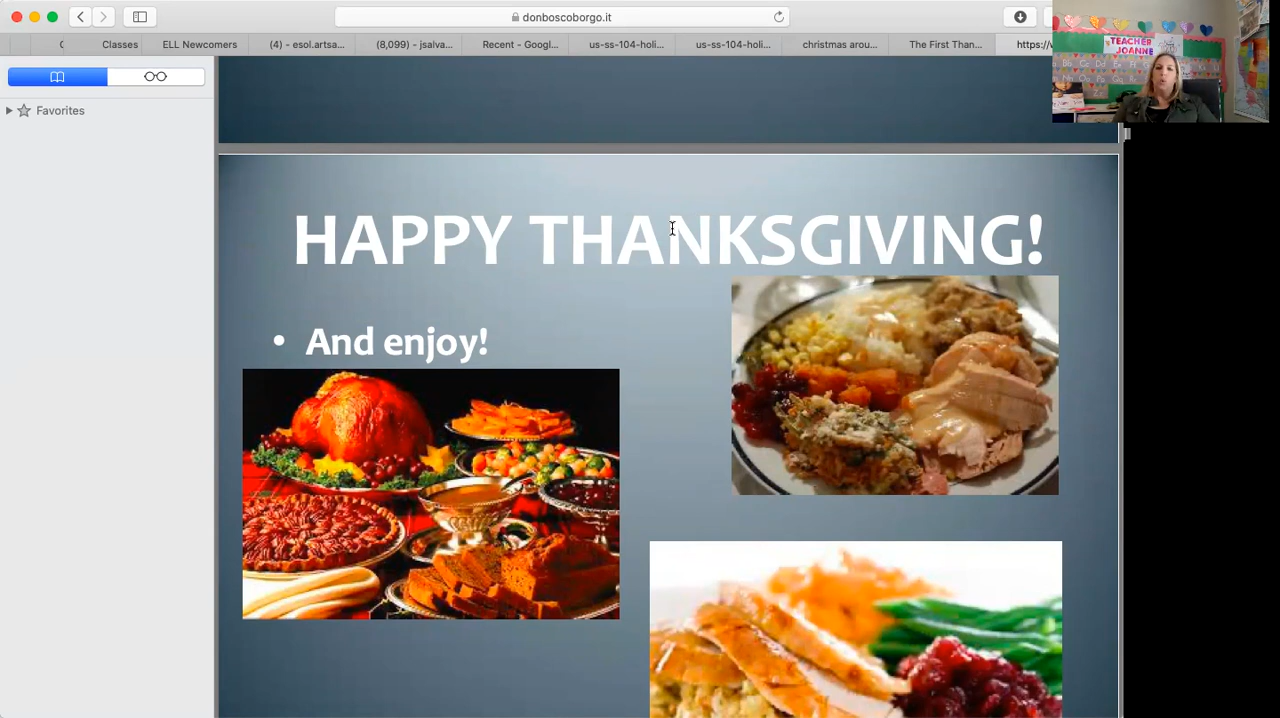 donboscoborgo.it
Classes
ELL Newcomers
(4) - esol.artsa...
(8,099) - jsalva...
Recent - Googl...
us-ss-104-holi...
us-ss-104-holi...
christmas arou...
The First Than...
https://v
TEACHER
JOANNE
Favorites
HAPPY THANKSGIVING!
• And enjoy!